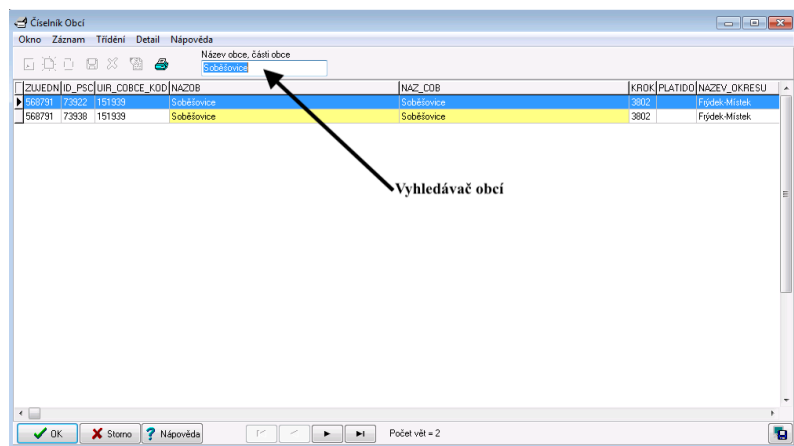 Číselník Obcí
Okno Záznam Třídění Detail Nápověda
Název obce, části obce
Soběšovice
ZUJEDN ID_PSC UIR_COBCE_KOD NAZOB NAZ_COB KROK PLATIDO NAZEV_OKRESU
568791 73922 151939 Soběšovice Soběšovice 3802 Frýdek-Místek
568791 73938 151939 Soběšovice Soběšovice 3802 Frýdek-Místek
Vyhledávač obcí
OK Storno Nápověda Počet vět = 2